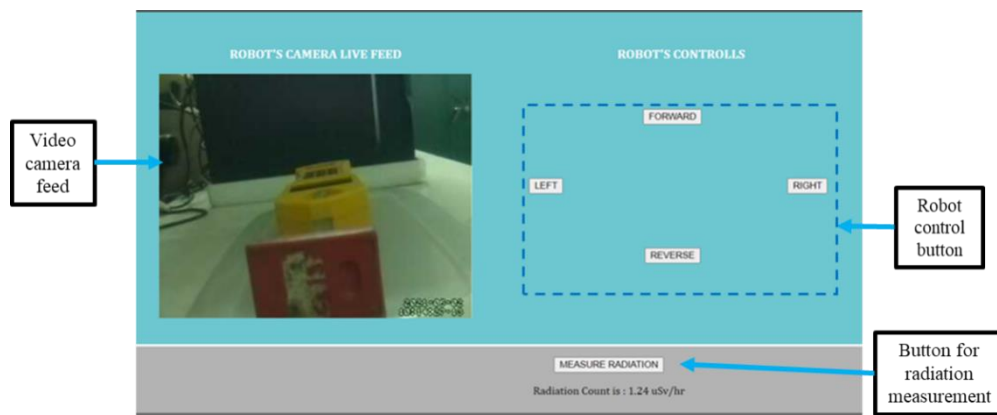 ROBOT'S CAMERA LIVE FEED
ROBOT'S CONTROLLS
Video
camera
feed
FORWARD
LEFT
RIGHT
REVERSE
Robot
control
button
MEASURE RADIATION
Radiation Count is : 1.24 uSv/hr
Button for
radiation
measurement